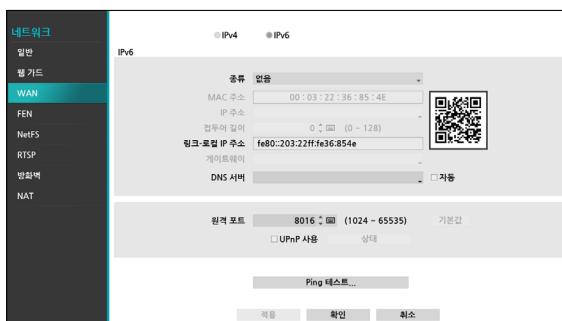 네트워크
일반
웹 가드
WAN
FEN
NetFS
RTSP
방화벽
NAT
IPv4 IPv6
IPv6
종류 없음
MAC 주소 00 : 03 : 22 : 36 : 85 : 4E
IP 주소
접두어 길이 0 (0 ~ 128)
링크-로컬 IP 주소 fe80::203:22ff:fe36:854e
게이트웨이
DNS 서버 자동
원격 포트 8016 (1024 ~ 65535) 기본값
UPnP 사용 상태
Ping 테스트...
적용 확인 취소